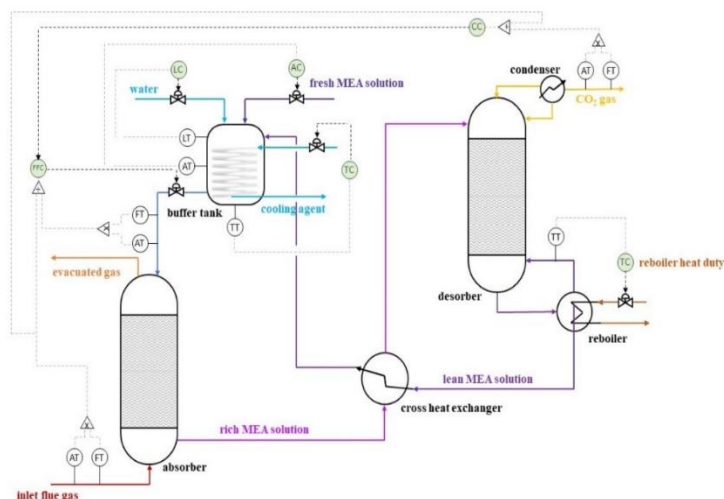 CC
+
x
LC
AC
condenser
AT
FT
water
fresh MEA solution
CO₂ gas
LT
FFC
AT
TC
÷
buffer tank
cooling agent
FT
x
TT
TT
AT
evacuated gas
TC
reboiler heat duty
desorber
reboiler
lean MEA solution
cross heat exchanger
rich MEA solution
x
AT
FT
absorber
inlet flue gas